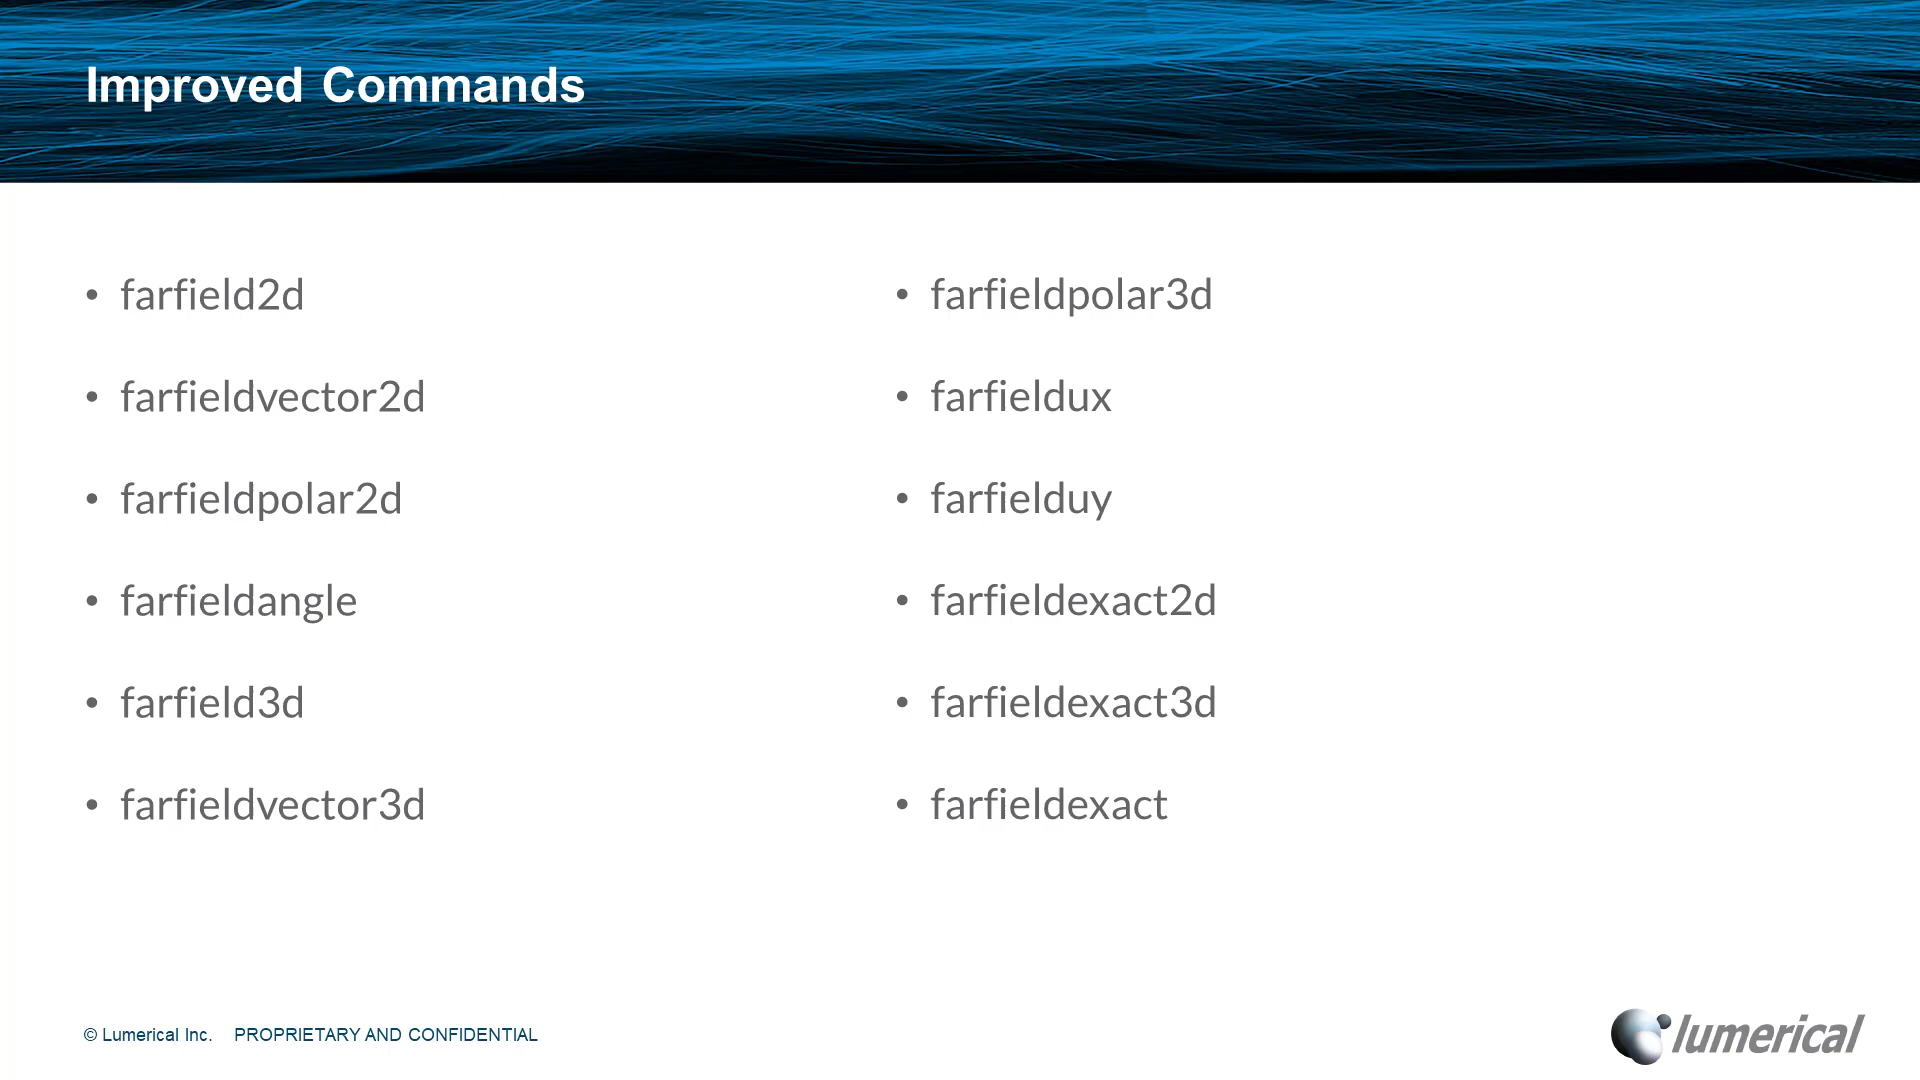 Improved Commands
• farfield2d
• farfieldvector2d
• farfieldpolar2d
• farfieldangle
• farfield3d
• farfieldvector3d
• farfieldpolar3d
• farfieldux
• farfielduy
• farfieldexact2d
• farfieldexact3d
• farfieldexact
© Lumerical Inc. PROPRIETARY AND CONFIDENTIAL
lumerical